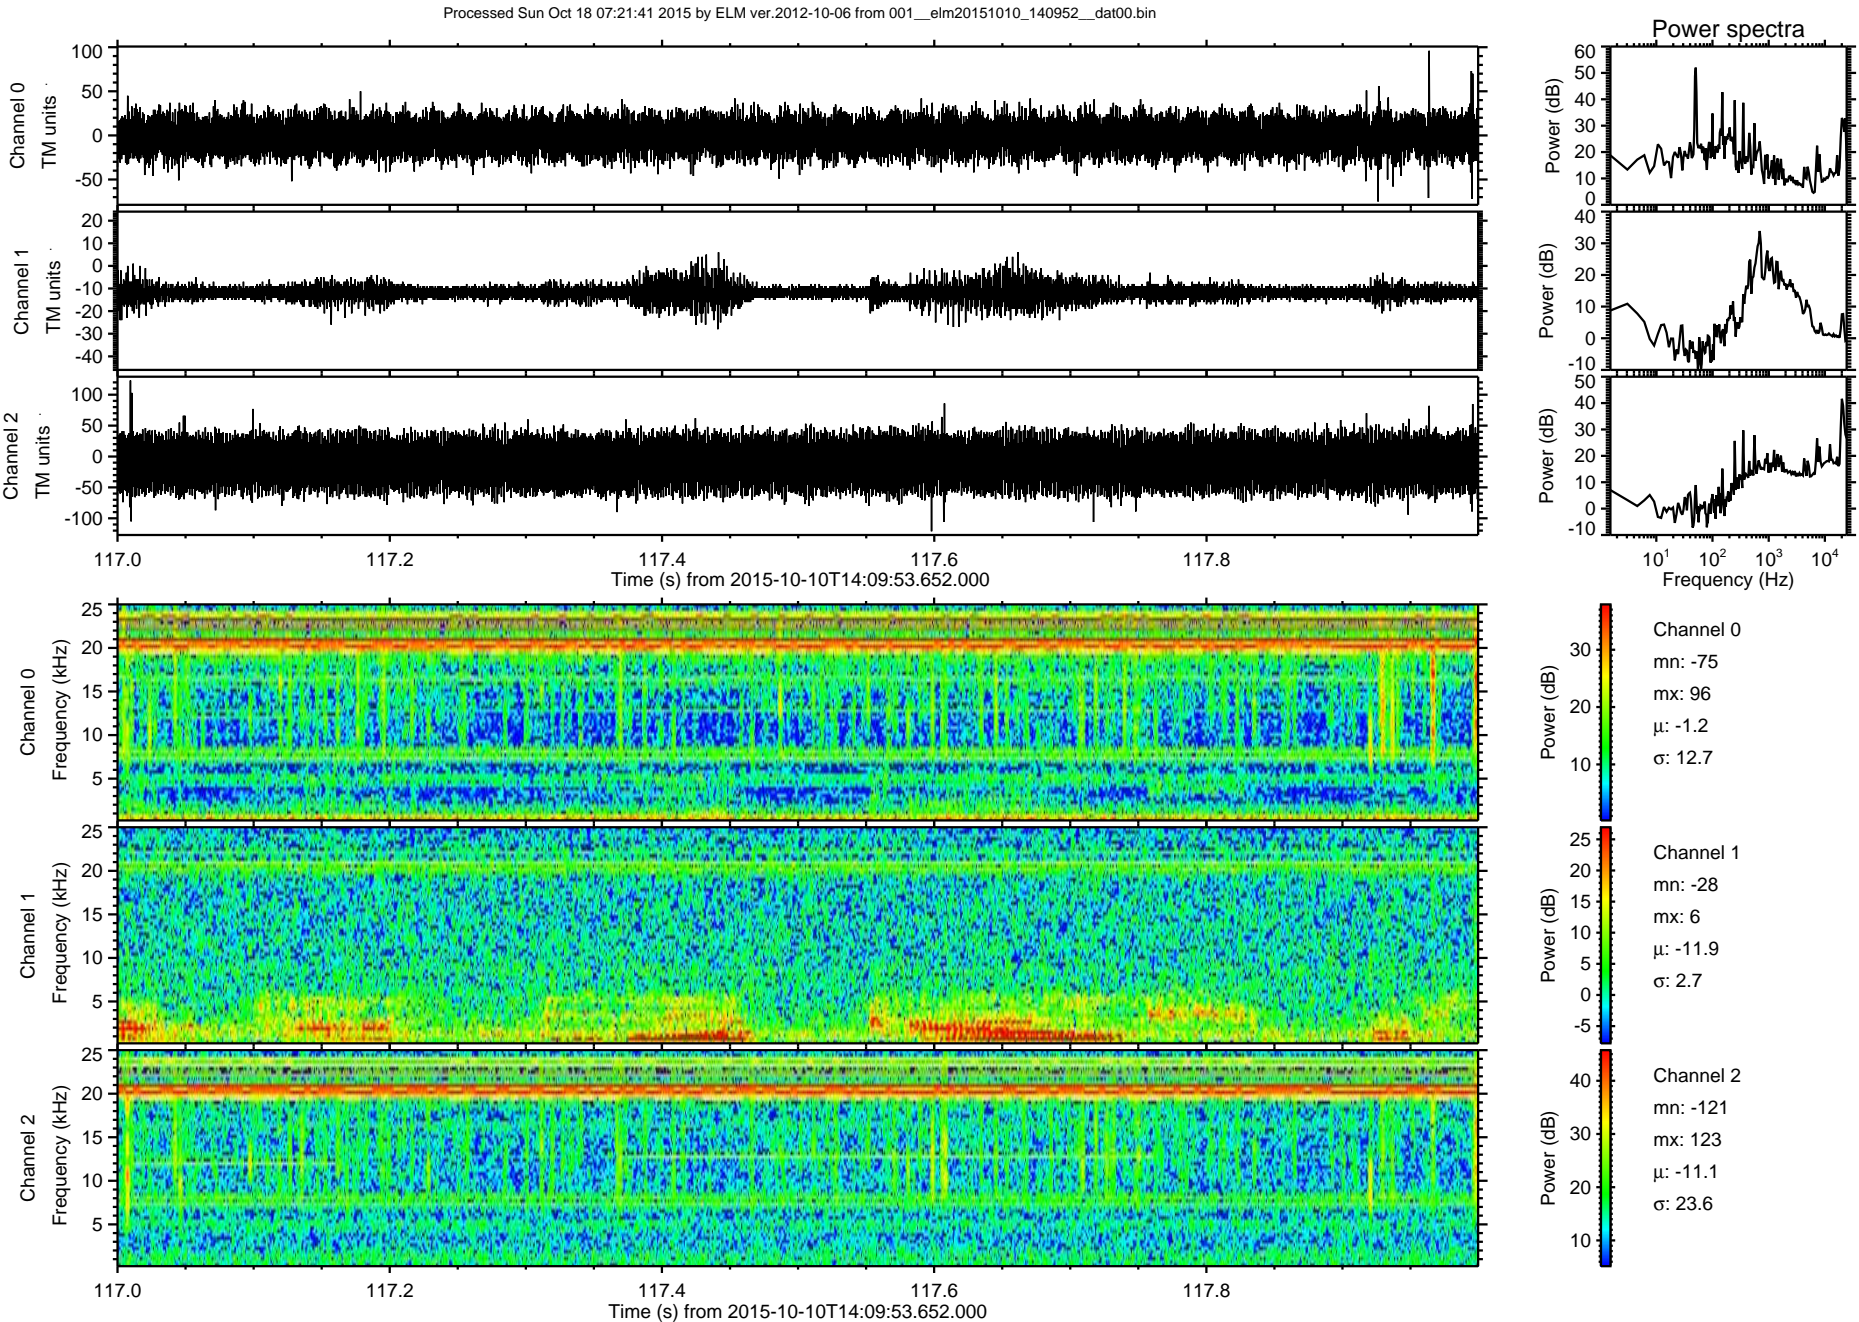 Processed Sun Oct 18 07:21:41 2015 by ELM ver.2012-10-06 from 001__elm20151010_140952__dat00.bin
Power spectra
Channel 0
TM units
100
50
0
-50
Power (dB)
60
50
40
30
20
10
0
Channel 1
TM units
20
10
0
-10
-20
-30
-40
Power (dB)
40
30
20
10
0
-10
Channel 2
TM units
100
50
0
-50
-100
Power (dB)
50
40
30
20
10
0
-10
117.0 117.2 117.4 117.6 117.8
Time (s) from 2015-10-10T14:09:53.652.000
10¹ 10² 10³ 10⁴
Frequency (Hz)
Channel 0
Frequency (kHz)
25
20
15
10
5
Power (dB)
30
20
10
Channel 0
mn: -75
mx: 96
µ: -1.2
σ: 12.7
Channel 1
Frequency (kHz)
25
20
15
10
5
Power (dB)
25
20
15
10
5
0
-5
Channel 1
mn: -28
mx: 6
µ: -11.9
σ: 2.7
Channel 2
Frequency (kHz)
25
20
15
10
5
Power (dB)
40
30
20
10
Channel 2
mn: -121
mx: 123
µ: -11.1
σ: 23.6
117.0 117.2 117.4 117.6 117.8
Time (s) from 2015-10-10T14:09:53.652.000